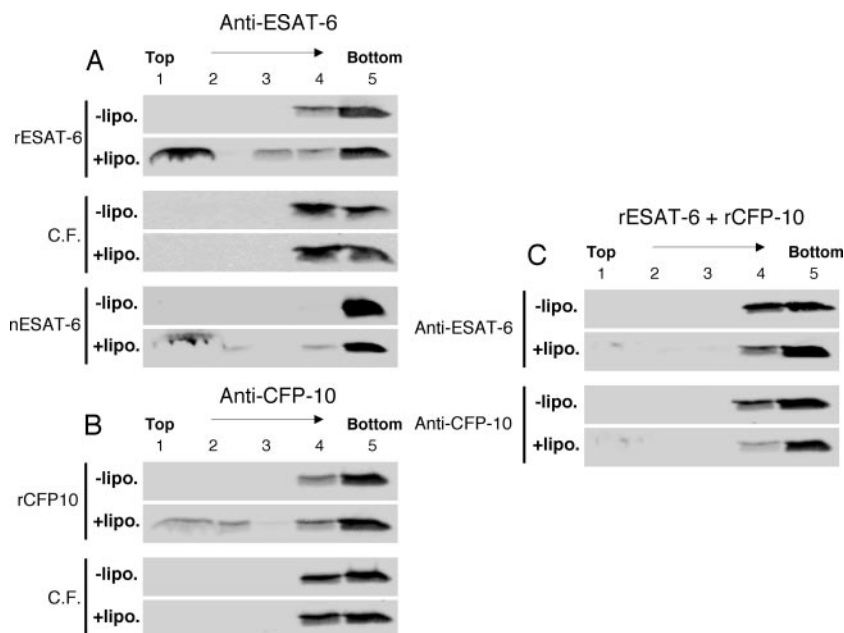 Anti-ESAT-6
A
Top Bottom
1 2 3 4 5
rESAT-6
-lipo.
+lipo.
C.F.
-lipo.
+lipo.
nESAT-6
-lipo.
+lipo.
Anti-CFP-10
B
Top Bottom
1 2 3 4 5
rCFP10
-lipo.
+lipo.
C.F.
-lipo.
+lipo.
rESAT-6 + rCFP-10
C
Top Bottom
1 2 3 4 5
Anti-ESAT-6
-lipo.
+lipo.
Anti-CFP-10
-lipo.
+lipo.